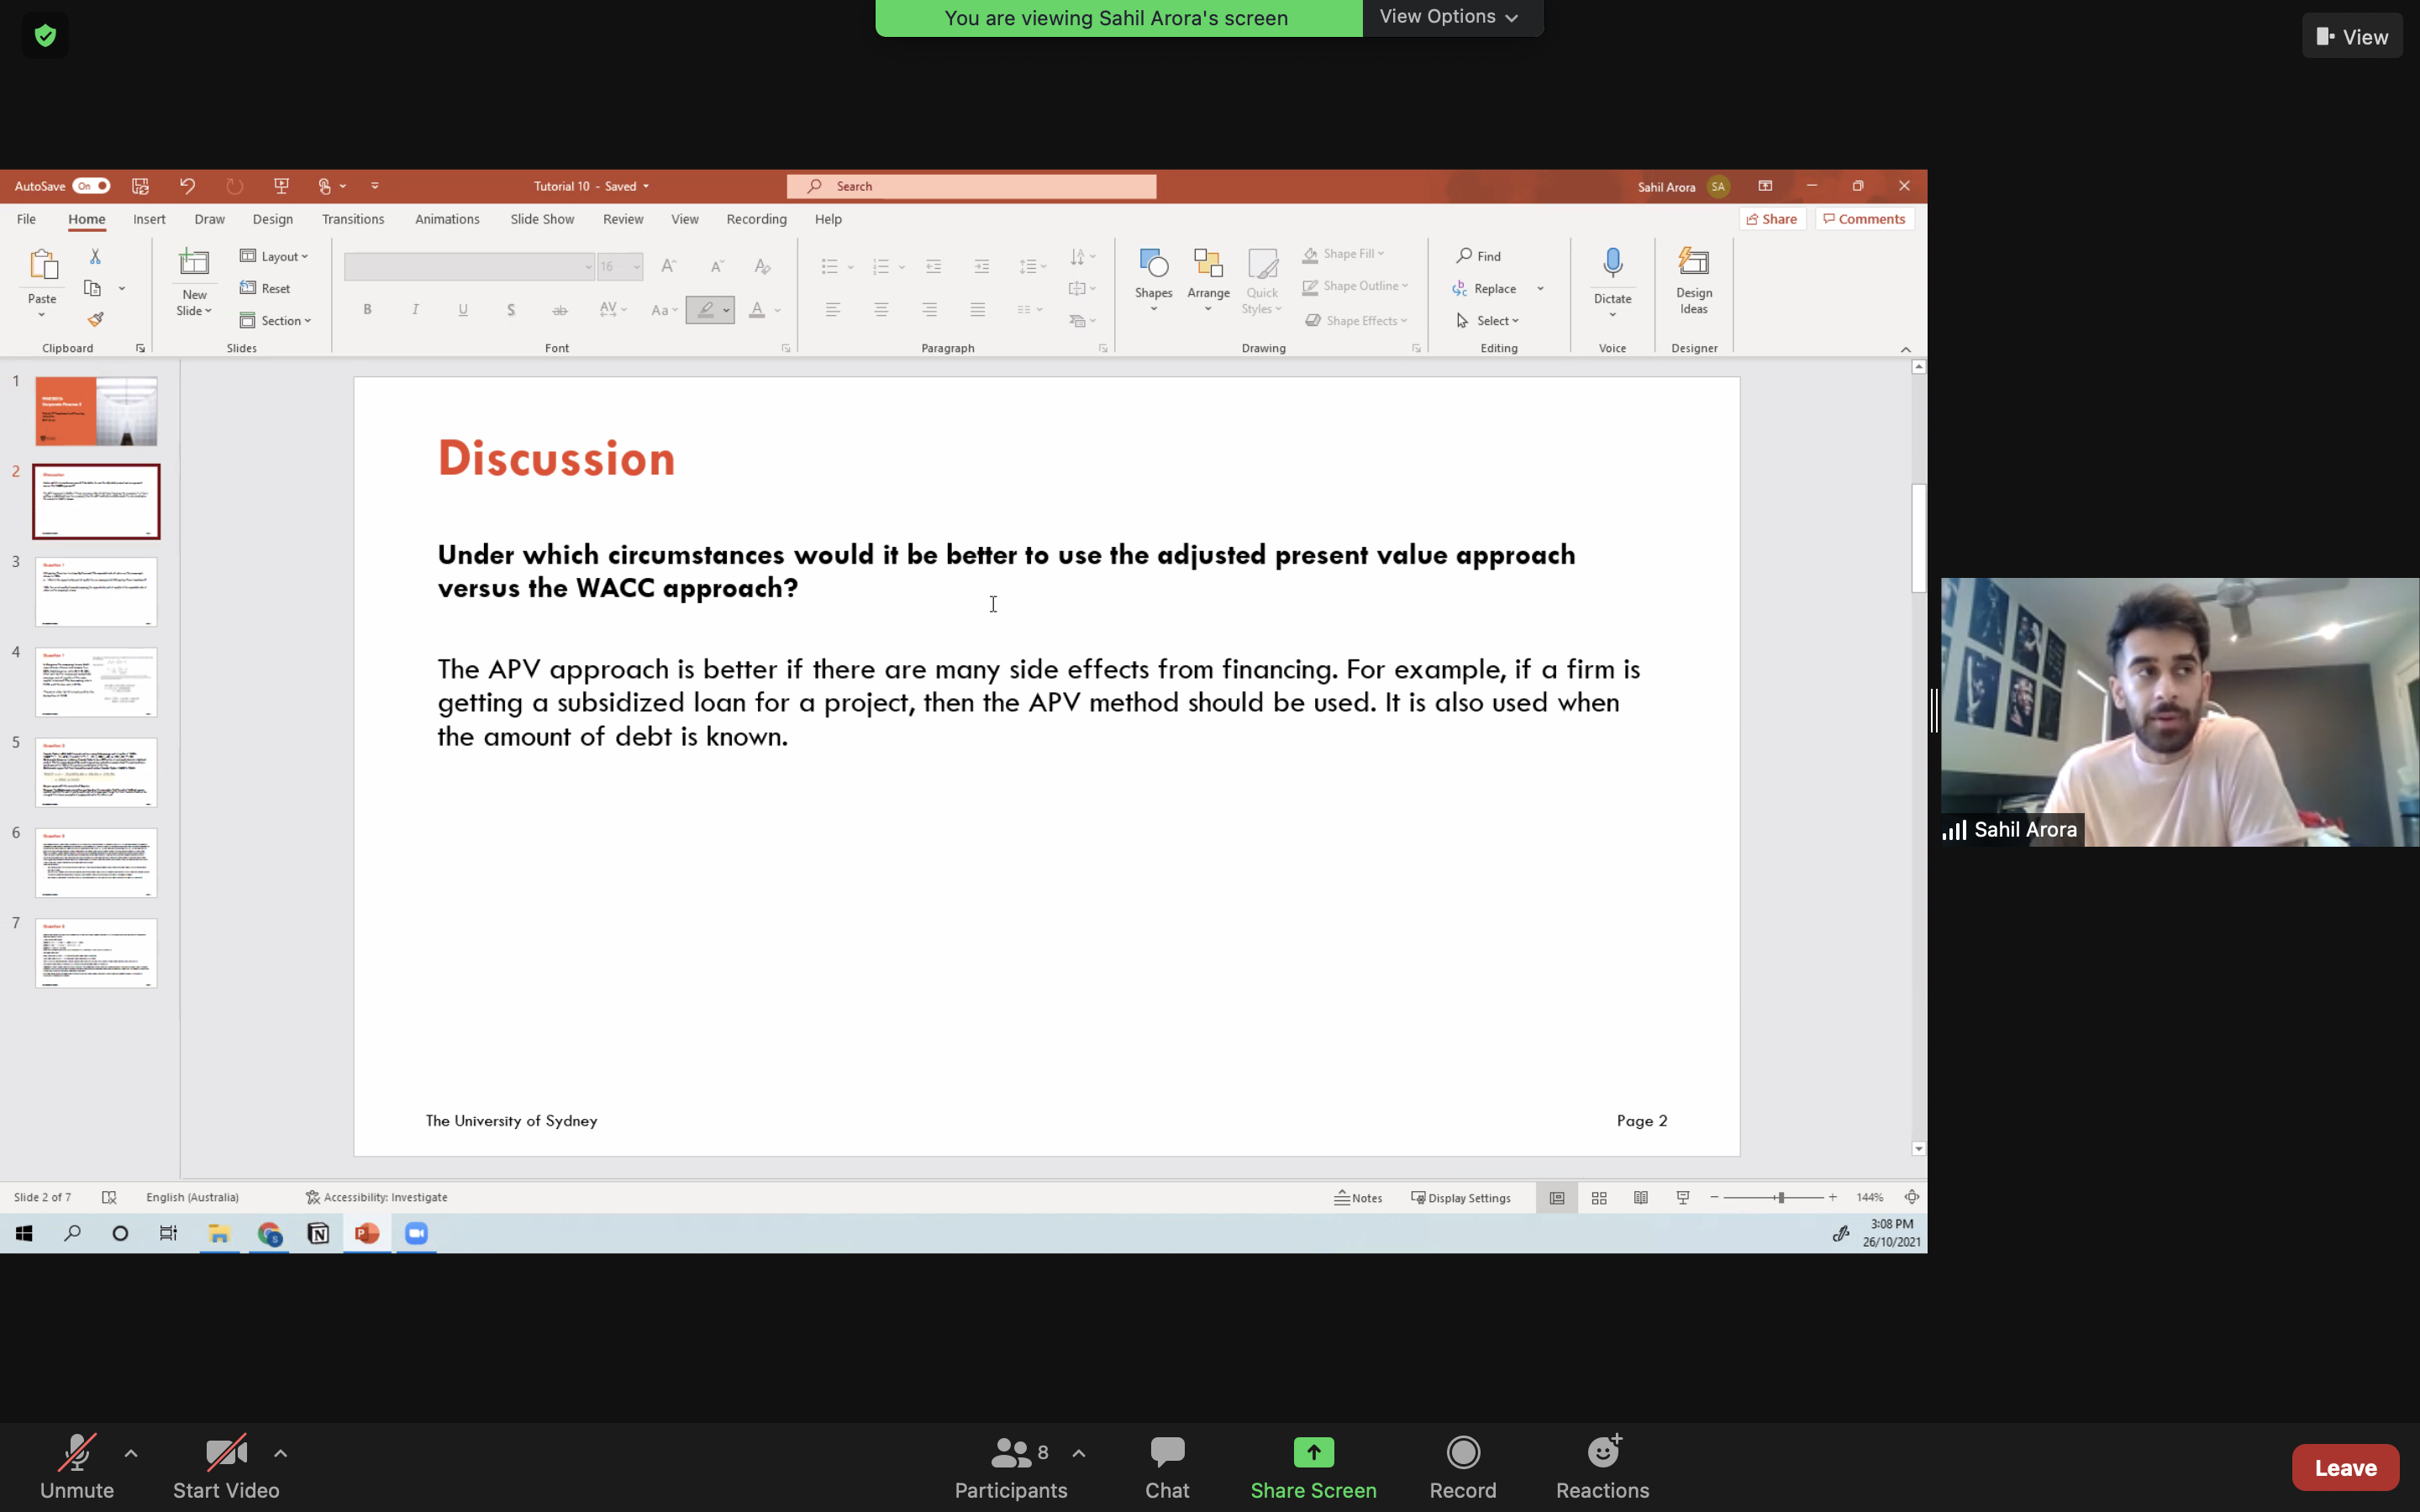 You are viewing Sahil Arora's screen
View Options
View
AutoSave On
Tutorial 10 - Saved
Search
Sahil Arora SA
File Home Insert Draw Design Transitions Animations Slide Show Review View Recording Help
Share Comments
Paste
Clipboard
New
Slide
Layout
Reset
Section
Slides
16
B I U S ab AV Aa A
Font
Paragraph
Shapes
Arrange
Quick
Styles
Shape Fill
Shape Outline
Shape Effects
Drawing
Find
Replace
Select
Editing
Dictate
Voice
Design
Ideas
Designer
1
2
3
4
5
6
7
Discussion
Under which circumstances would it be better to use the adjusted present value approach
versus the WACC approach?
The APV approach is better if there are many side effects from financing. For example, if a firm is
getting a subsidized loan for a project, then the APV method should be used. It is also used when
the amount of debt is known.
The University of Sydney
Page 2
Sahil Arora
Slide 2 of 7
English (Australia)
Accessibility: Investigate
Notes
Display Settings
144%
3:08 PM
26/10/2021
Unmute
Start Video
8
Participants
Chat
Share Screen
Record
Reactions
Leave